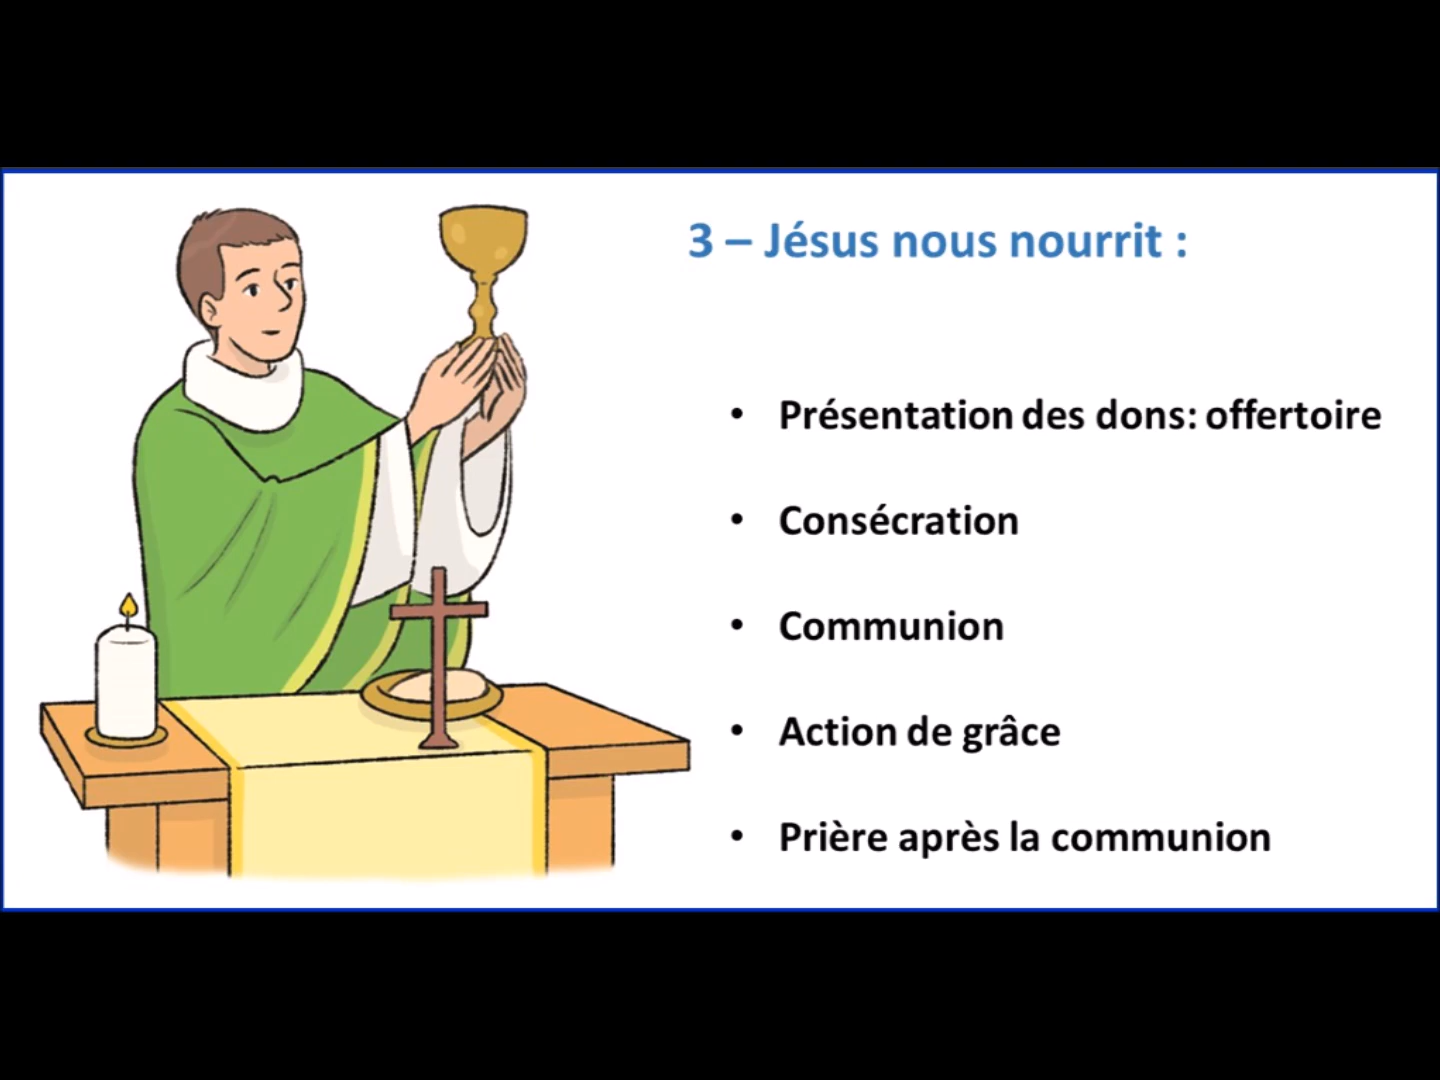 3 – Jésus nous nourrit :
• Présentation des dons: offertoire
• Consécration
• Communion
• Action de grâce
• Prière après la communion